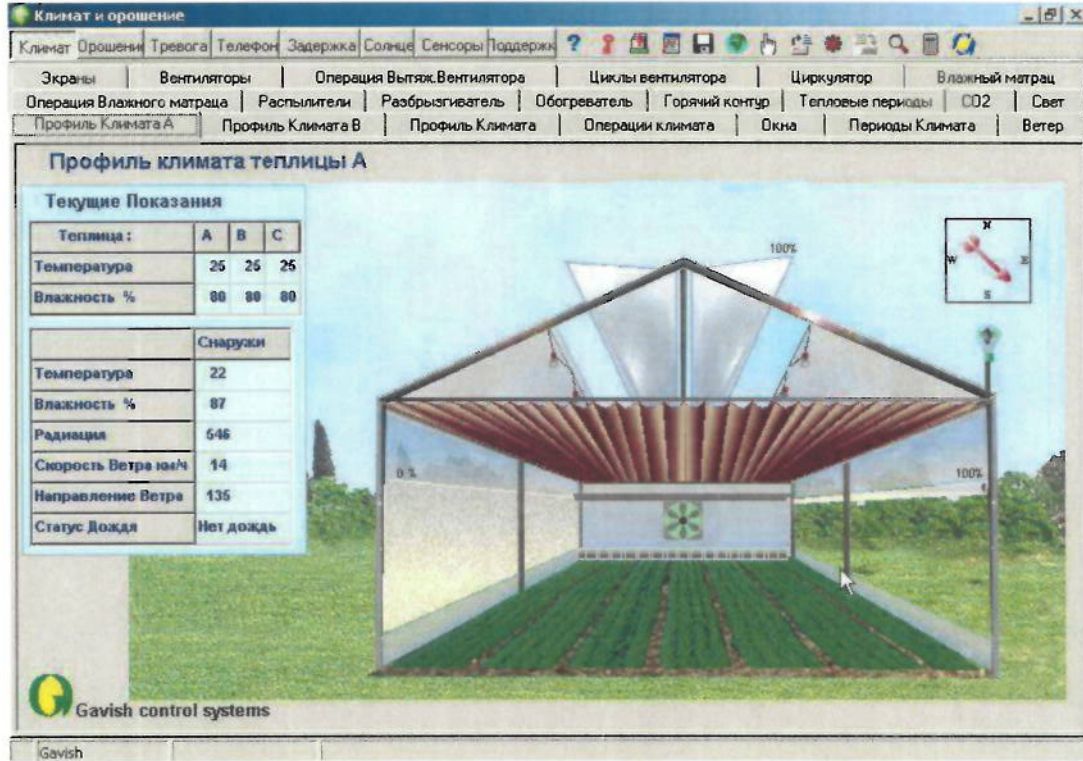 Климат и орошение
Климат Орошени Тревога Телефон Задержка Солнце Сенсоры Поддержк
Экраны Вентиляторы Операция Вытяж.Вентилятора Циклы вентилятора Циркулятор Влажный матрац
Операция Влажного матраца Распылители Разбрызгиватель Обогреватель Горячий контур Тепловые периоды CO2 Свет
Профиль Климата А Профиль Климата В Профиль Климата Операции климата Окна Периоды Климата Ветер
Профиль климата теплицы А
Текущие Показания
Теплица : A B C
Температура 25 25 25
Влажность % 80 80 80
Снаружи
Температура 22
Влажность % 87
Радиация 546
Скорость Ветра км/ч 14
Направление Ветра 135
Статус Дождя Нет дождь
100%
N
W E
S
0 %
100%
Gavish control systems
Gavish